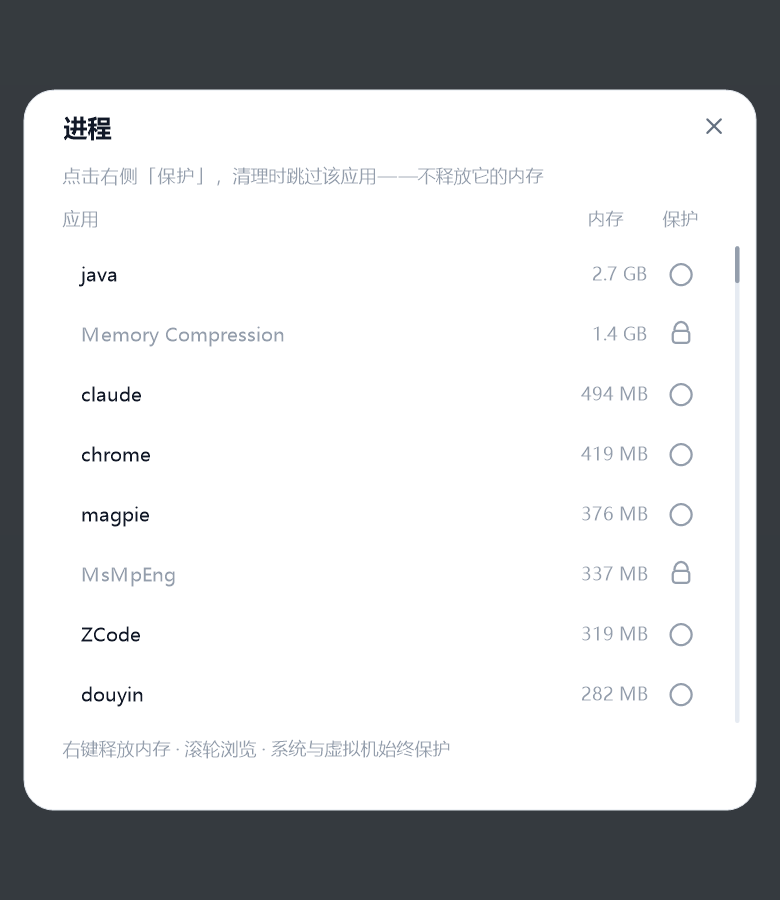 进程
点击右侧「保护」，清理时跳过该应用——不释放它的内存
应用 内存 保护
java 2.7 GB
Memory Compression 1.4 GB
claude 494 MB
chrome 419 MB
magpie 376 MB
MsMpEng 337 MB
ZCode 319 MB
douyin 282 MB
右键释放内存 · 滚轮浏览 · 系统与虚拟机始终保护